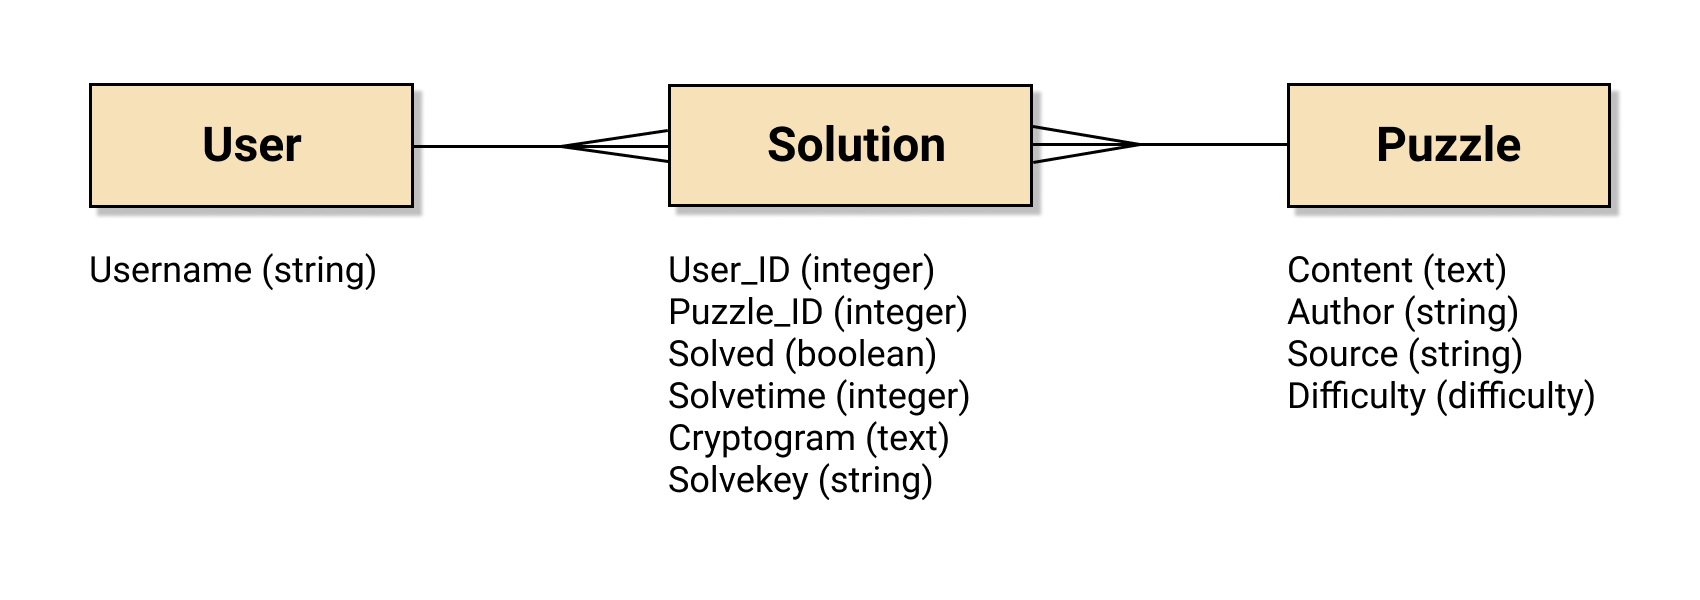 User
Solution
Puzzle
Username (string)
User_ID (integer)
Puzzle_ID (integer)
Solved (boolean)
Solvetime (integer)
Cryptogram (text)
Solvekey (string)
Content (text)
Author (string)
Source (string)
Difficulty (difficulty)